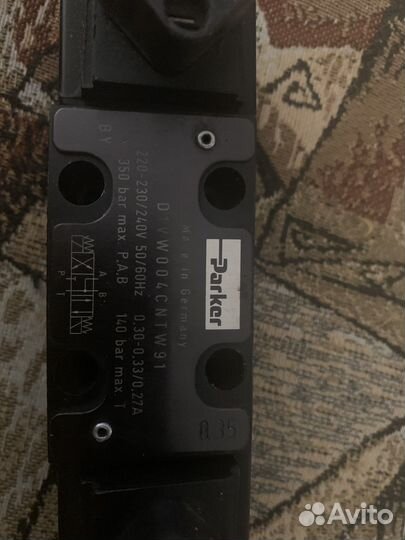 Parker
Made in Germany
D1VW004CNTW91
220-230/240V 50/60Hz 0.30-0.33/0.27A
350 bar max. P,A,B 140 bar max. T
BY
A B
P T
Avito